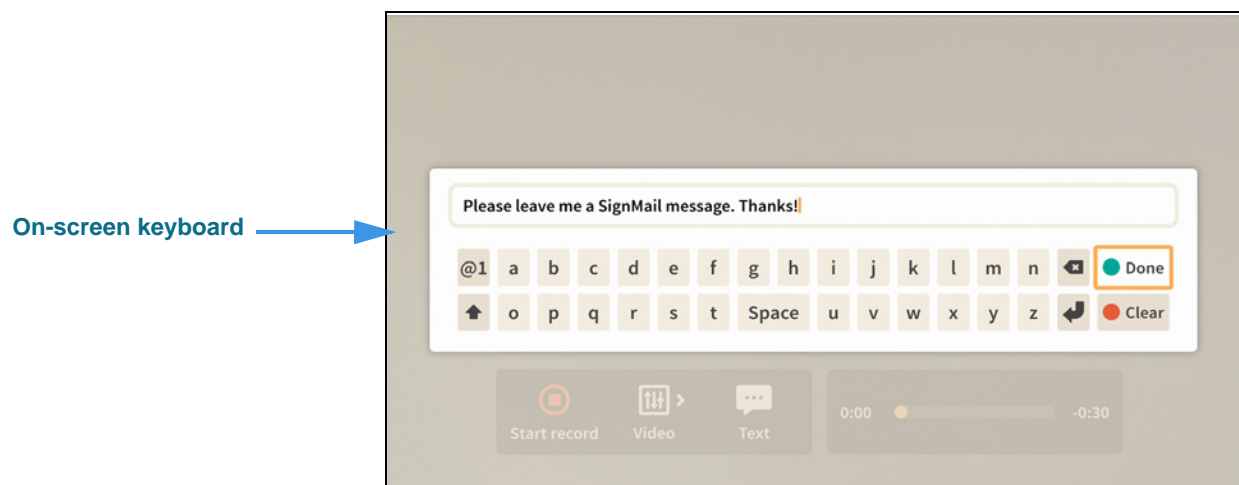 Please leave me a SignMail message. Thanks!
On-screen keyboard
@1 a b c d e f g h i j k l m n Done
o p q r s t Space u v w x y z Clear
0:00 -0:30
Start record Video Text